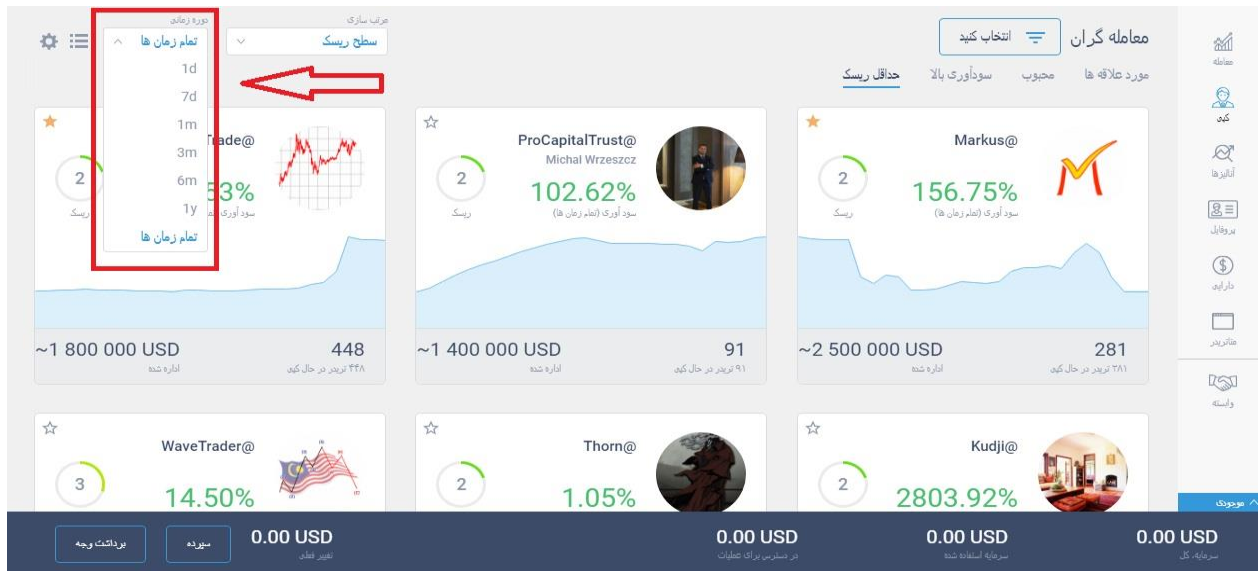 معامله گران
انتخاب کنید
مرتب سازی
سطح ریسک
دوره زمانی
تمام زمان ها
1d
7d
1m
3m
6m
1y
تمام زمان ها
مورد علاقه ها
محبوب
سودآوری بالا
حداقل ریسک
معامله
کپی
آنالیزها
پروفایل
دارایی
متاتریدر
وابسته
موجودی
Markus@
156.75%
سود آوری (تمام زمان ها)
2
ریسک
~2 500 000 USD
اداره شده
281
۲۸۱ تریدر در حال کپی
ProCapitalTrust@
Michal Wrzeszcz
102.62%
سود آوری (تمام زمان ها)
2
ریسک
~1 400 000 USD
اداره شده
91
۹۱ تریدر در حال کپی
rade@
53%
سود آوری
2
ریسک
~1 800 000 USD
اداره شده
448
۴۴۸ تریدر در حال کپی
Kudji@
2803.92%
2
Thorn@
1.05%
2
WaveTrader@
14.50%
3
0.00 USD
سرمایه، کل
0.00 USD
سرمایه استفاده شده
0.00 USD
در دسترس برای عملیات
0.00 USD
تغییر فعلی
سپرده
برداشت وجه